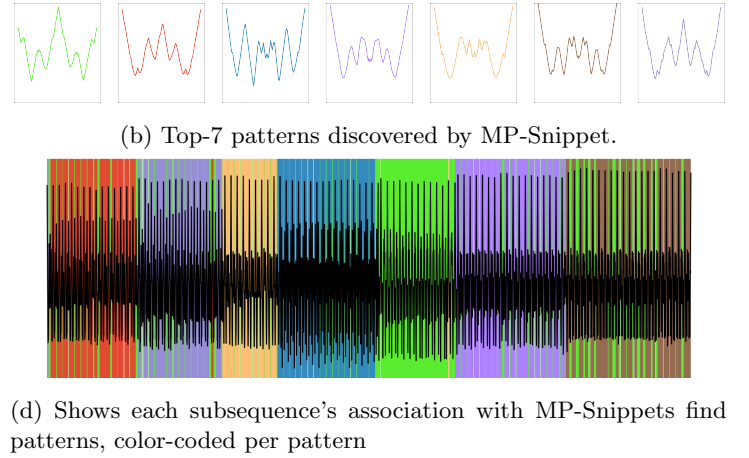 (b) Top-7 patterns discovered by MP-Snippet.
(d) Shows each subsequence's association with MP-Snippets find
patterns, color-coded per pattern